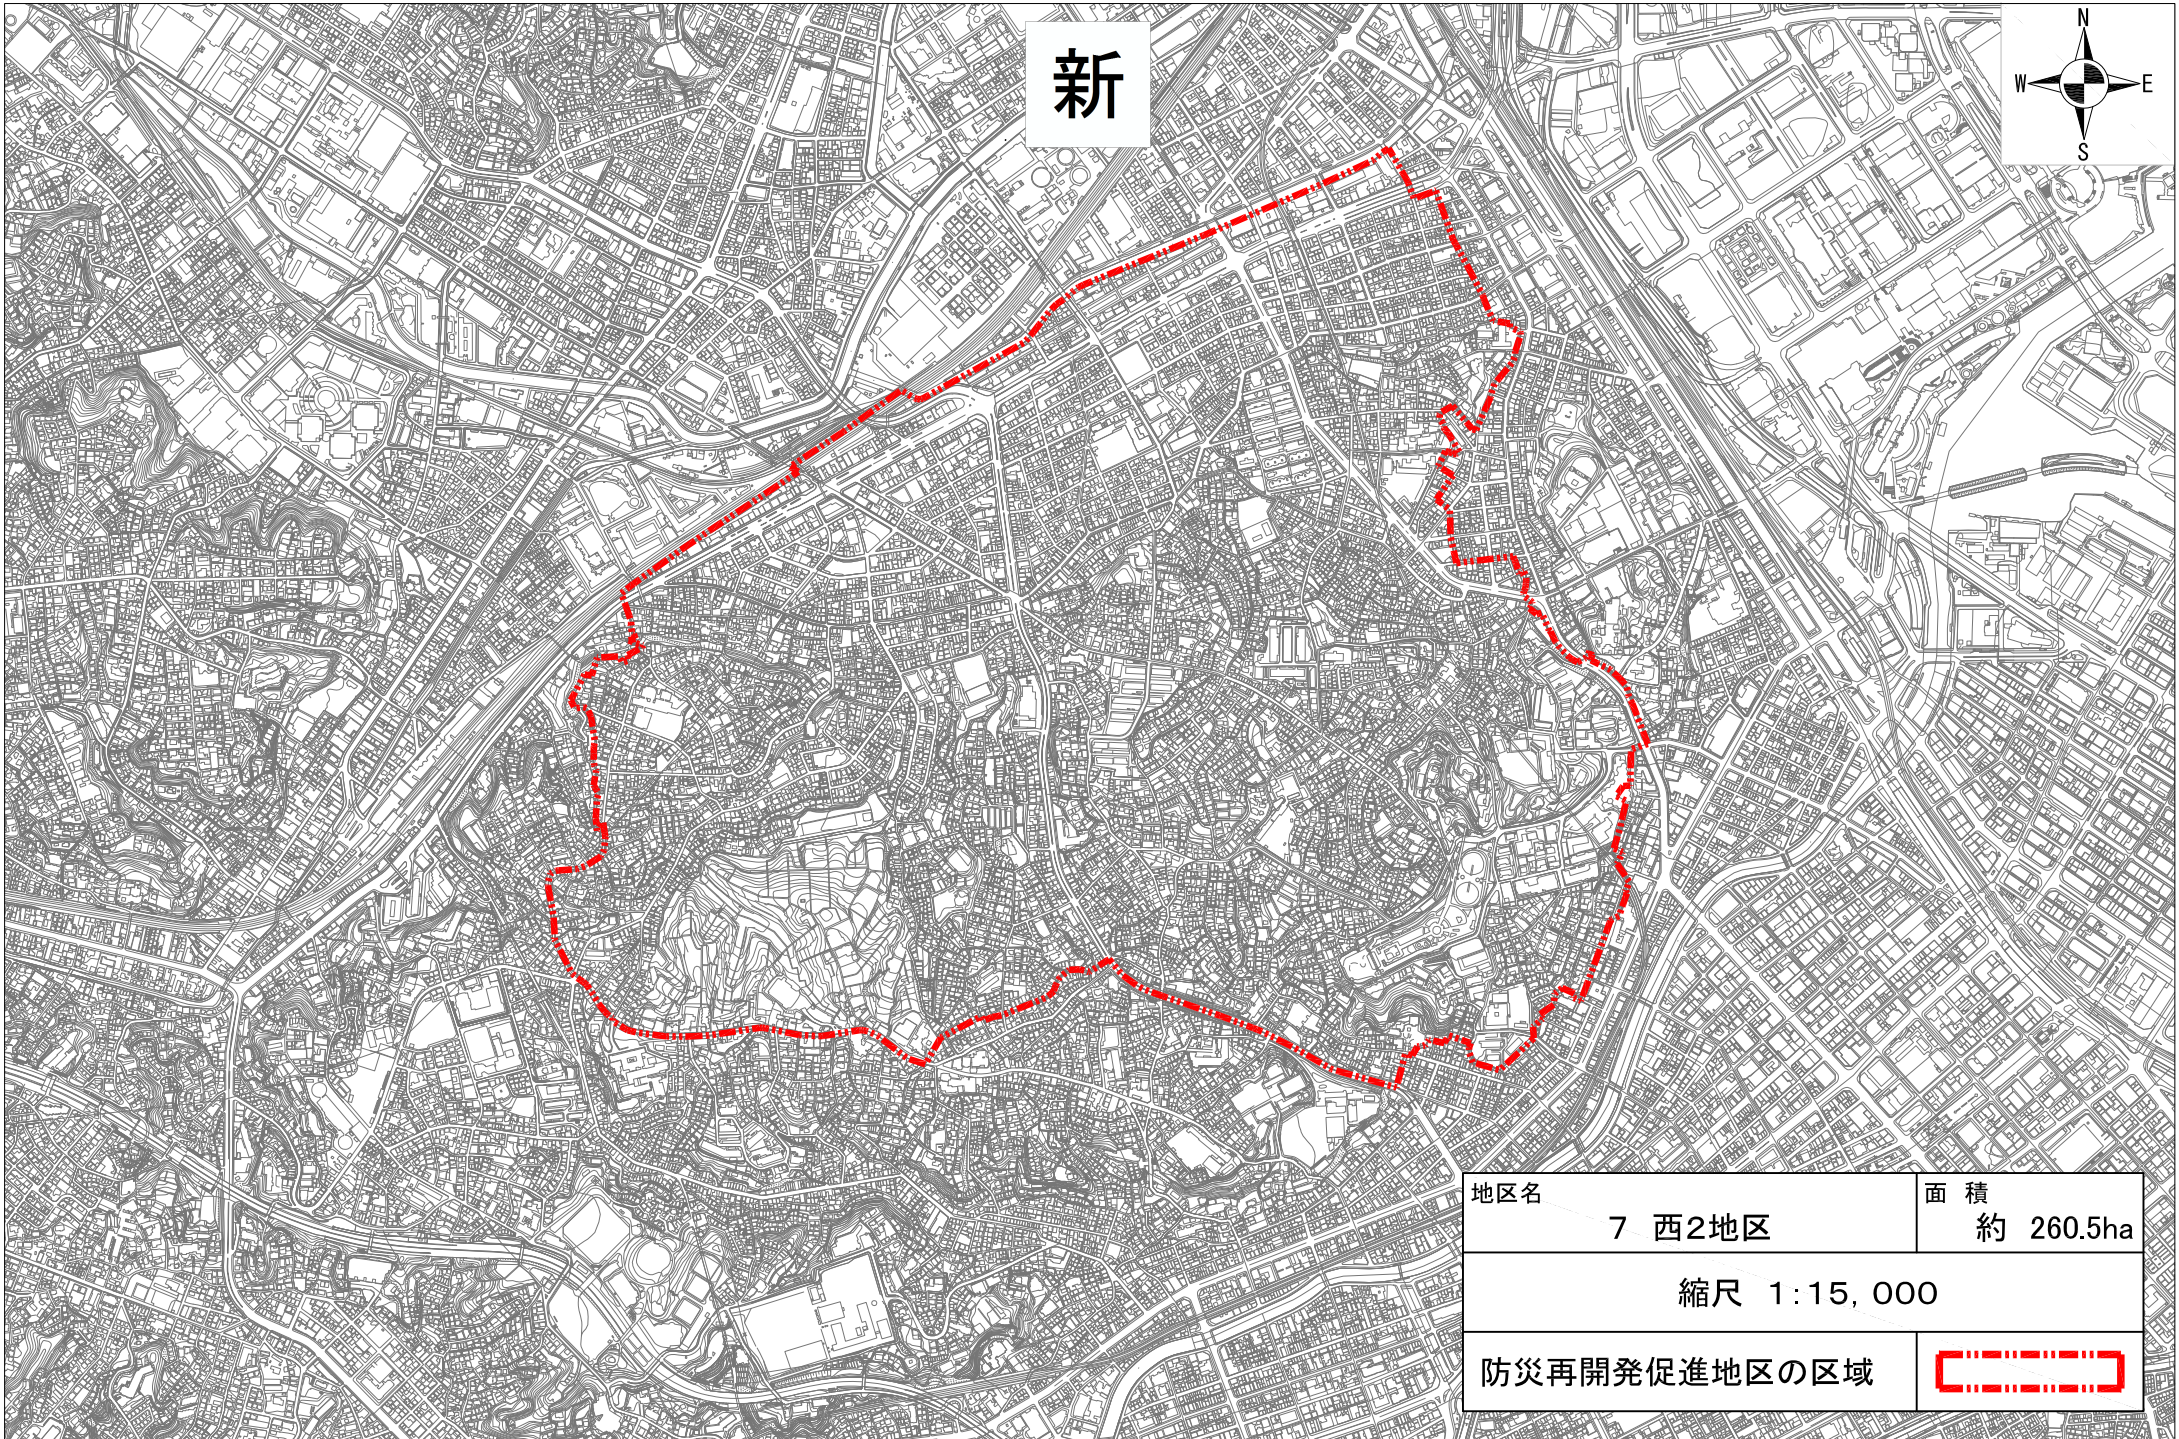 新
N
W E
S
地区名
7 西2地区
面 積
約 260.5ha
縮尺 1:15,000
防災再開発促進地区の区域